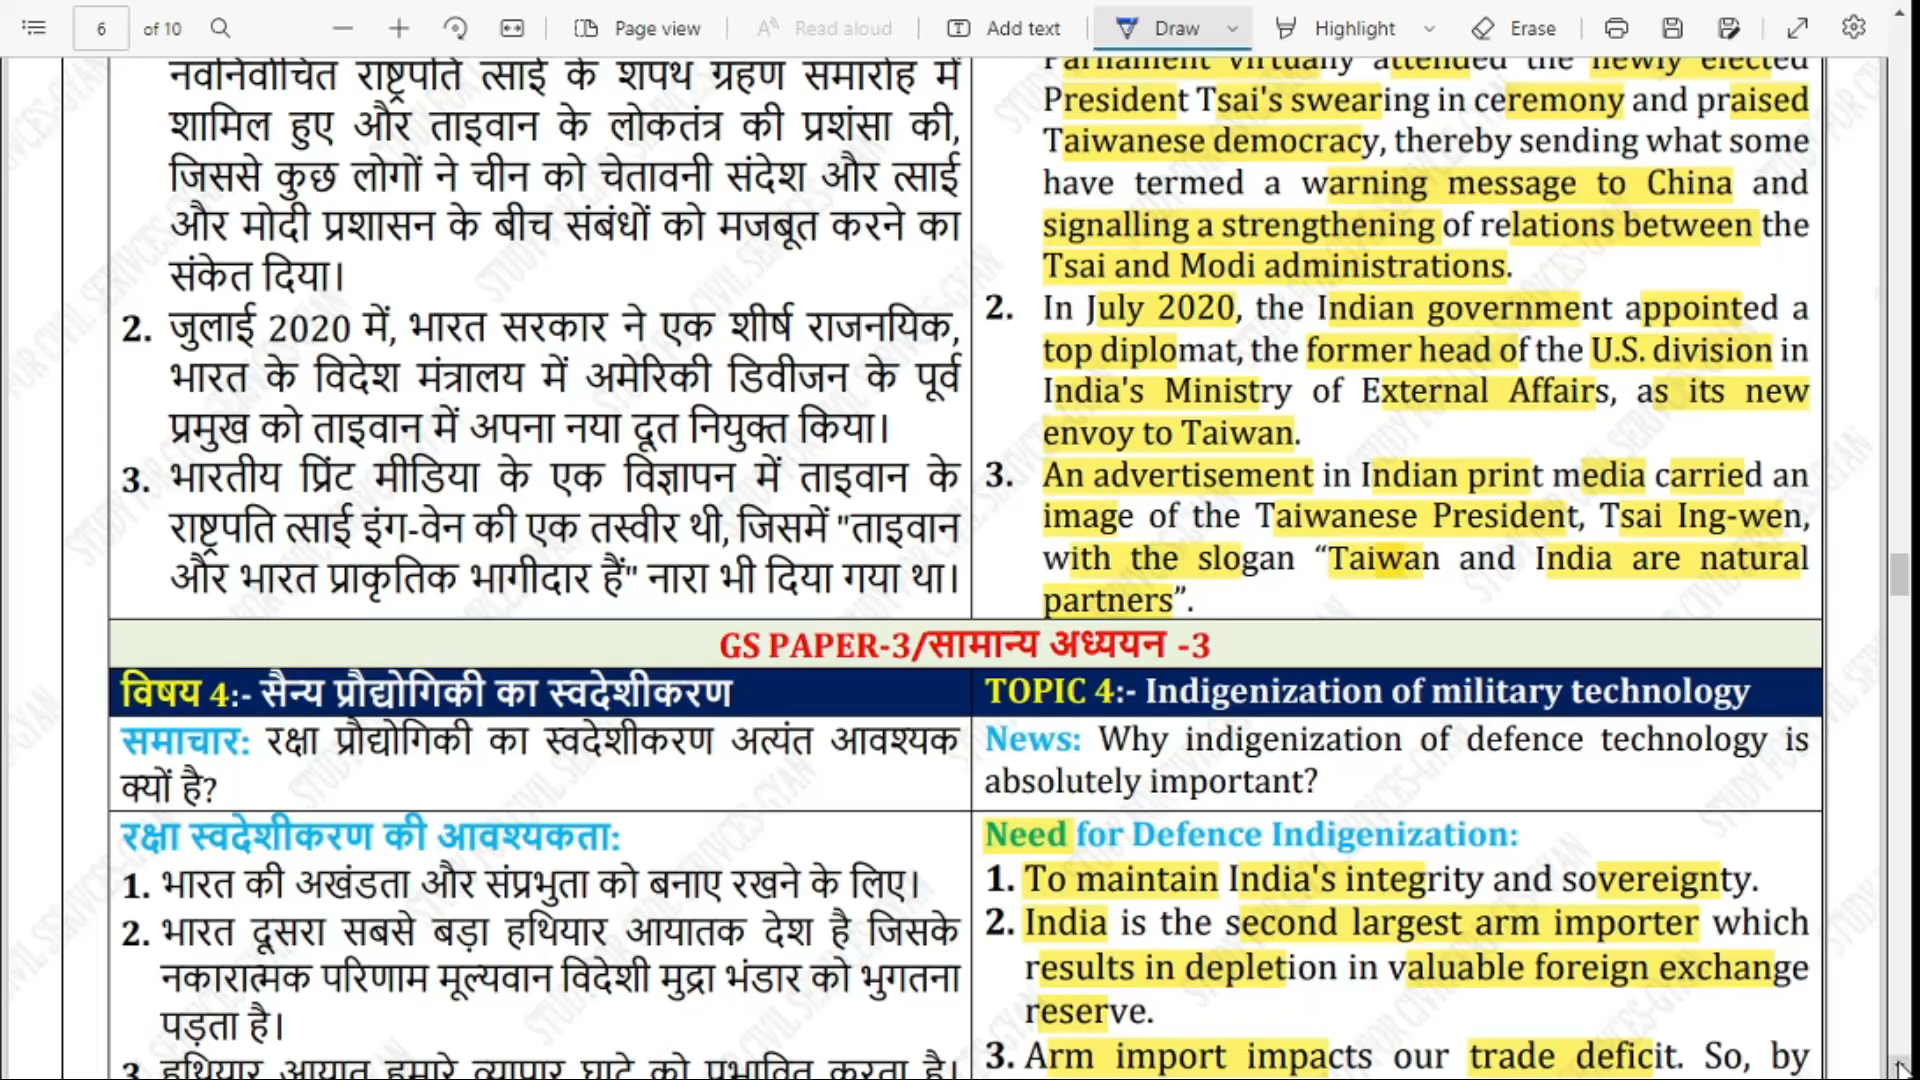 6 of 10 Page view Read aloud Add text Draw Highlight Erase
नवनिर्वाचित राष्ट्रपति त्साई के शपथ ग्रहण समारोह में
शामिल हुए और ताइवान के लोकतंत्र की प्रशंसा की,
जिससे कुछ लोगों ने चीन को चेतावनी संदेश और त्साई
और मोदी प्रशासन के बीच संबंधों को मजबूत करने का
संकेत दिया।
2. जुलाई 2020 में, भारत सरकार ने एक शीर्ष राजनयिक,
भारत के विदेश मंत्रालय में अमेरिकी डिवीजन के पूर्व
प्रमुख को ताइवान में अपना नया दूत नियुक्त किया।
3. भारतीय प्रिंट मीडिया के एक विज्ञापन में ताइवान के
राष्ट्रपति त्साई इंग-वेन की एक तस्वीर थी, जिसमें "ताइवान
और भारत प्राकृतिक भागीदार हैं" नारा भी दिया गया था।
Parliament virtually attended the newly elected
President Tsai's swearing in ceremony and praised
Taiwanese democracy, thereby sending what some
have termed a warning message to China and
signalling a strengthening of relations between the
Tsai and Modi administrations.
2. In July 2020, the Indian government appointed a
top diplomat, the former head of the U.S. division in
India's Ministry of External Affairs, as its new
envoy to Taiwan.
3. An advertisement in Indian print media carried an
image of the Taiwanese President, Tsai Ing-wen,
with the slogan “Taiwan and India are natural
partners”.
GS PAPER-3/सामान्य अध्ययन -3
विषय 4:- सैन्य प्रौद्योगिकी का स्वदेशीकरण
TOPIC 4:- Indigenization of military technology
समाचार: रक्षा प्रौद्योगिकी का स्वदेशीकरण अत्यंत आवश्यक
क्यों है?
News: Why indigenization of defence technology is
absolutely important?
रक्षा स्वदेशीकरण की आवश्यकता:
1. भारत की अखंडता और संप्रभुता को बनाए रखने के लिए।
2. भारत दूसरा सबसे बड़ा हथियार आयातक देश है जिसके
नकारात्मक परिणाम मूल्यवान विदेशी मुद्रा भंडार को भुगतना
पड़ता है।
3. हथियार आयात हमारे व्यापार घाटे को प्रभावित करता है।
Need for Defence Indigenization:
1. To maintain India's integrity and sovereignty.
2. India is the second largest arm importer which
results in depletion in valuable foreign exchange
reserve.
3. Arm import impacts our trade deficit. So, by